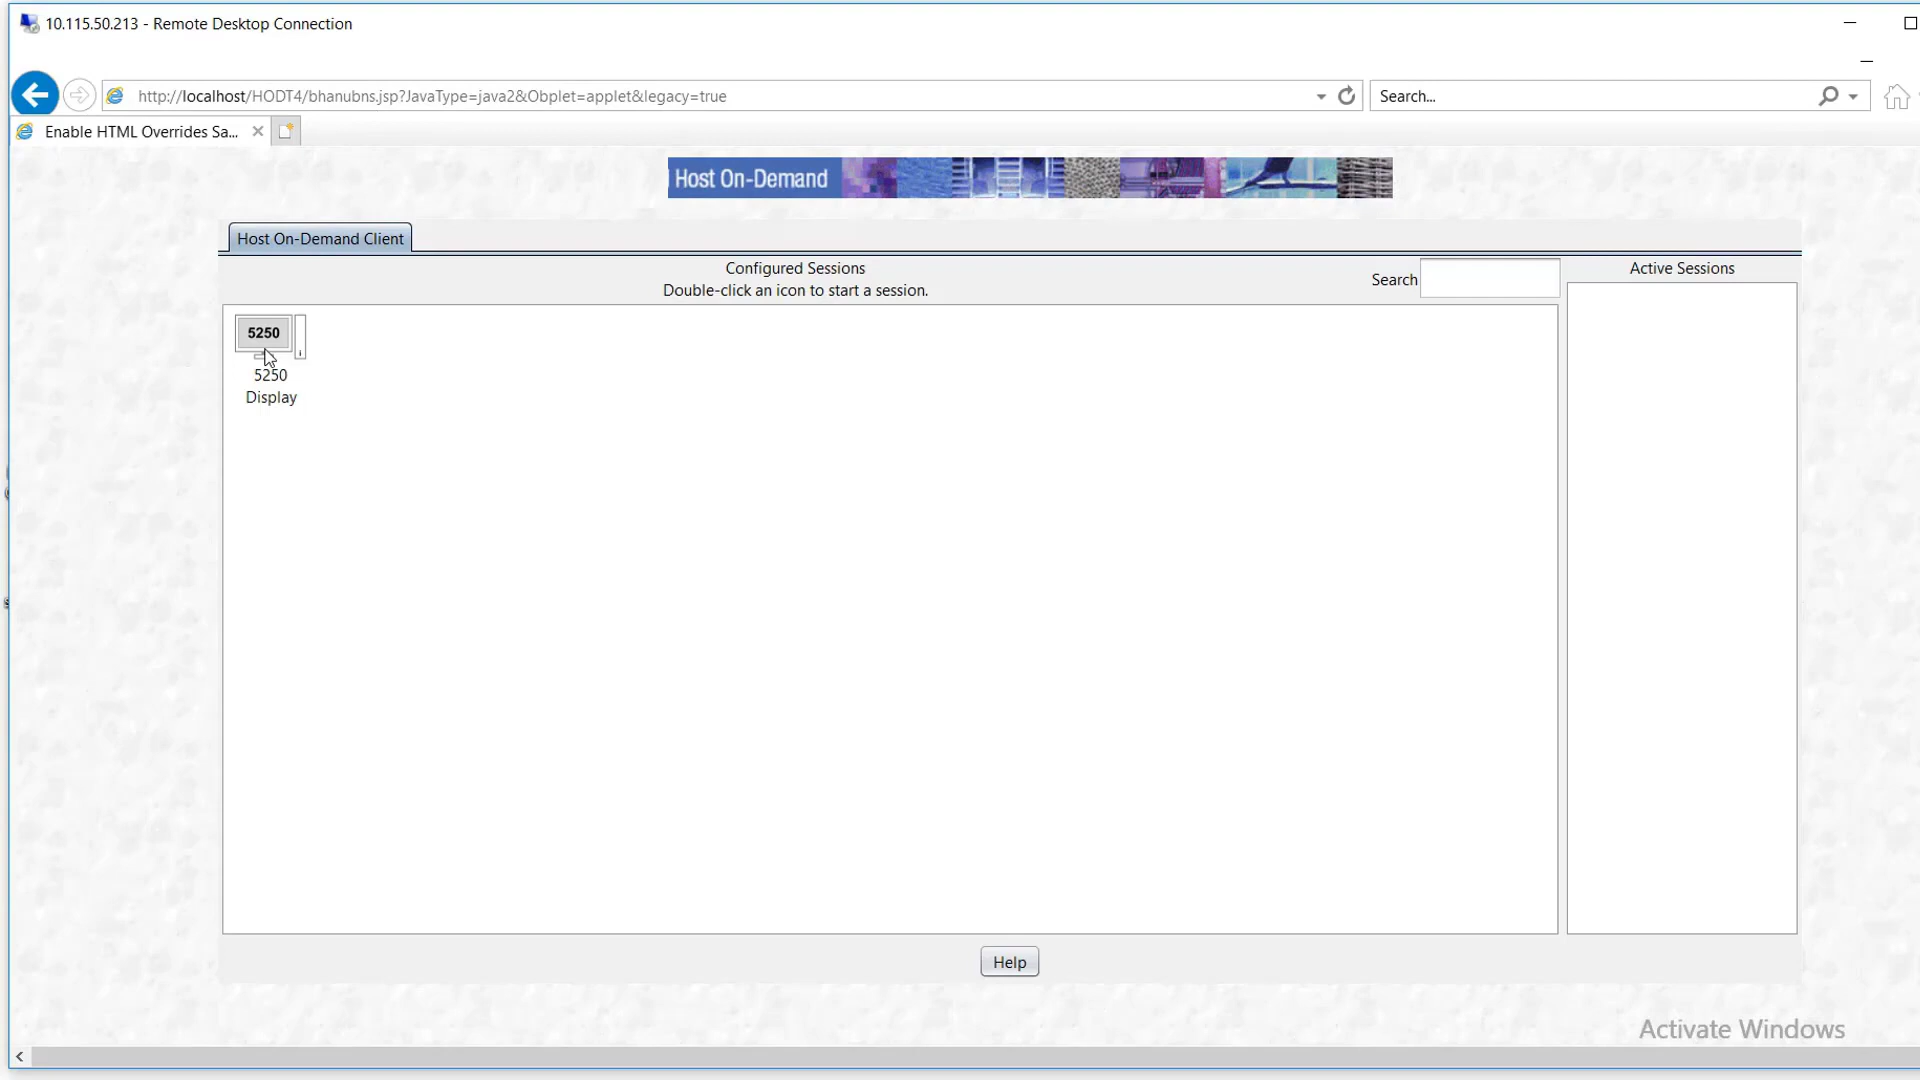 10.115.50.213 - Remote Desktop Connection
http://localhost/HODT4/bhanubns.jsp?JavaType=java2&Obplet=applet&legacy=true
Search...
Enable HTML Overrides Sa...
Host On-Demand
Host On-Demand Client
Configured Sessions
Double-click an icon to start a session.
Search
Active Sessions
5250
5250
Display
Help
Activate Windows